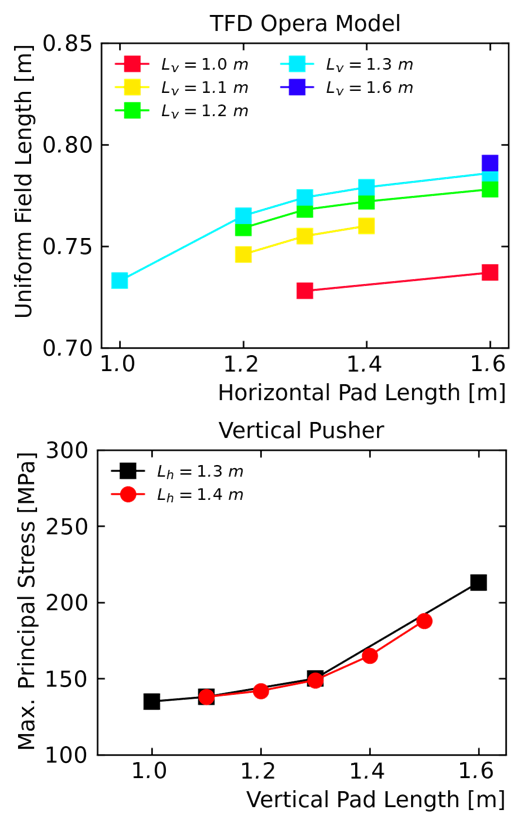 TFD Opera Model
Uniform Field Length [m]
0.85
0.80
0.75
0.70
L_v = 1.0 m
L_v = 1.1 m
L_v = 1.2 m
L_v = 1.3 m
L_v = 1.6 m
1.0 1.2 1.4 1.6
Horizontal Pad Length [m]
Vertical Pusher
Max. Principal Stress [MPa]
300
250
200
150
100
L_h = 1.3 m
L_h = 1.4 m
1.0 1.2 1.4 1.6
Vertical Pad Length [m]